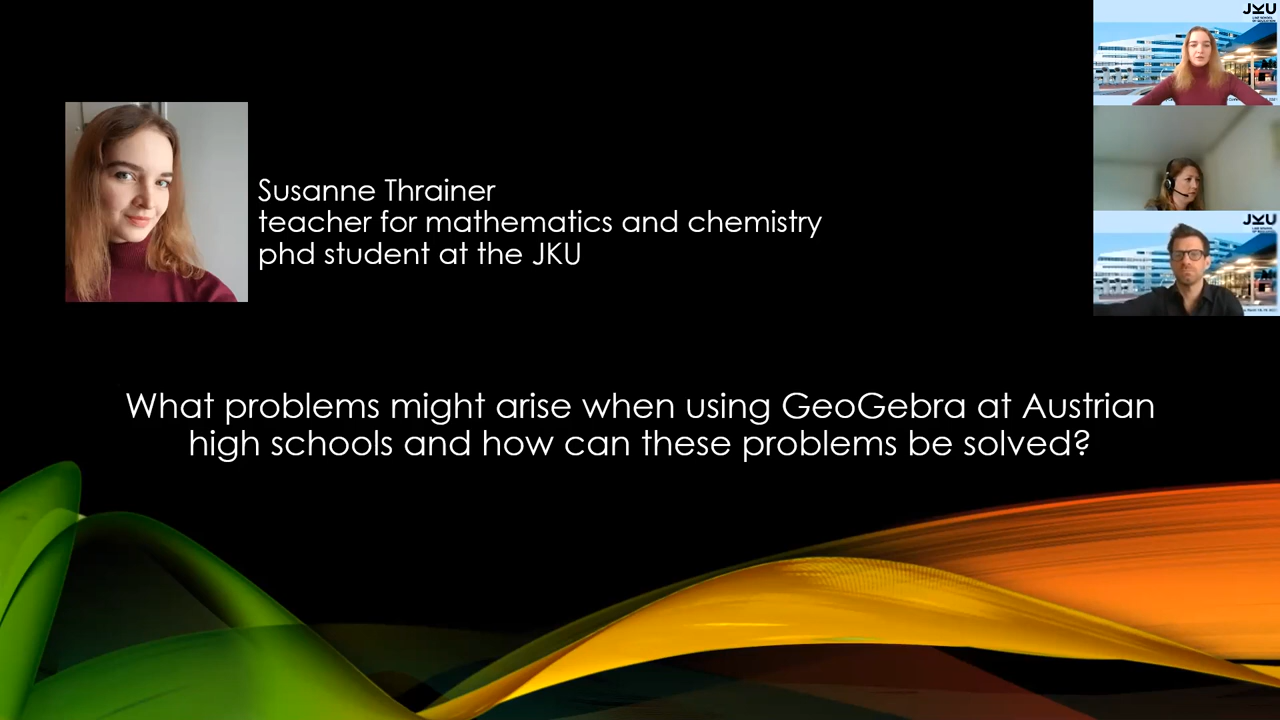 Susanne Thrainer
teacher for mathematics and chemistry
phd student at the JKU
What problems might arise when using GeoGebra at Austrian
high schools and how can these problems be solved?
JKU
JKU